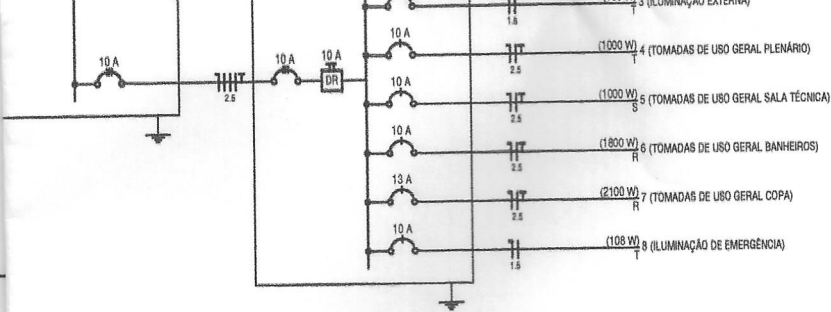 3 (ILUMINAÇÃO EXTERNA)
T
1.5
10 A
(1000 W) 4 (TOMADAS DE USO GERAL PLENÁRIO)
T
2.5
10 A
10 A
10 A
DR
2.5
10 A
(1000 W) 5 (TOMADAS DE USO GERAL SALA TÉCNICA)
S
2.5
10 A
(1800 W) 6 (TOMADAS DE USO GERAL BANHEIROS)
R
2.5
13 A
(2100 W) 7 (TOMADAS DE USO GERAL COPA)
R
2.5
10 A
(108 W) 8 (ILUMINAÇÃO DE EMERGÊNCIA)
T
1.5